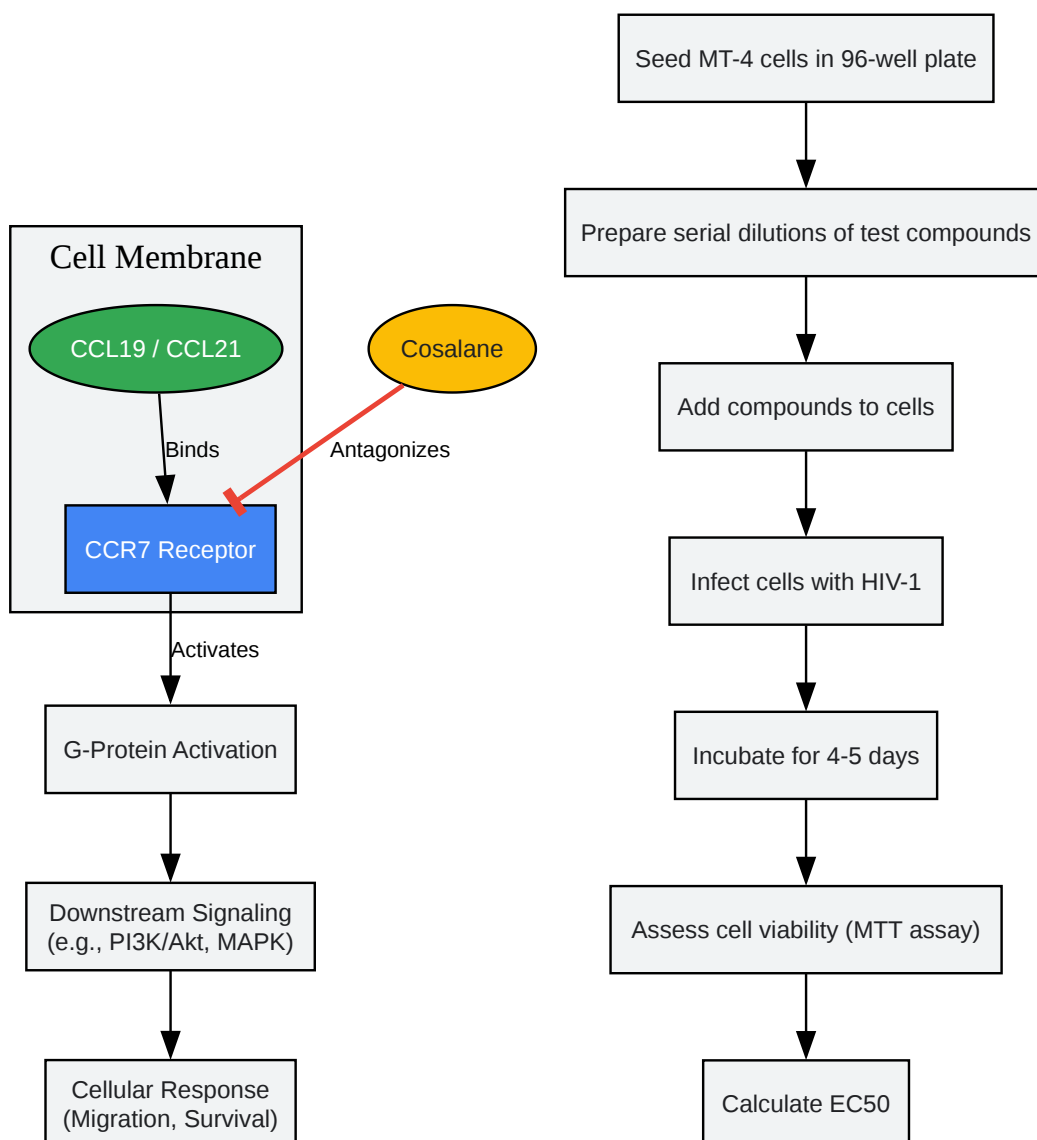 Cell Membrane
CCL19 / CCL21
Cosalane
Binds
Antagonizes
CCR7 Receptor
Activates
G-Protein Activation
Downstream Signaling
(e.g., PI3K/Akt, MAPK)
Cellular Response
(Migration, Survival)
Seed MT-4 cells in 96-well plate
Prepare serial dilutions of test compounds
Add compounds to cells
Infect cells with HIV-1
Incubate for 4-5 days
Assess cell viability (MTT assay)
Calculate EC50